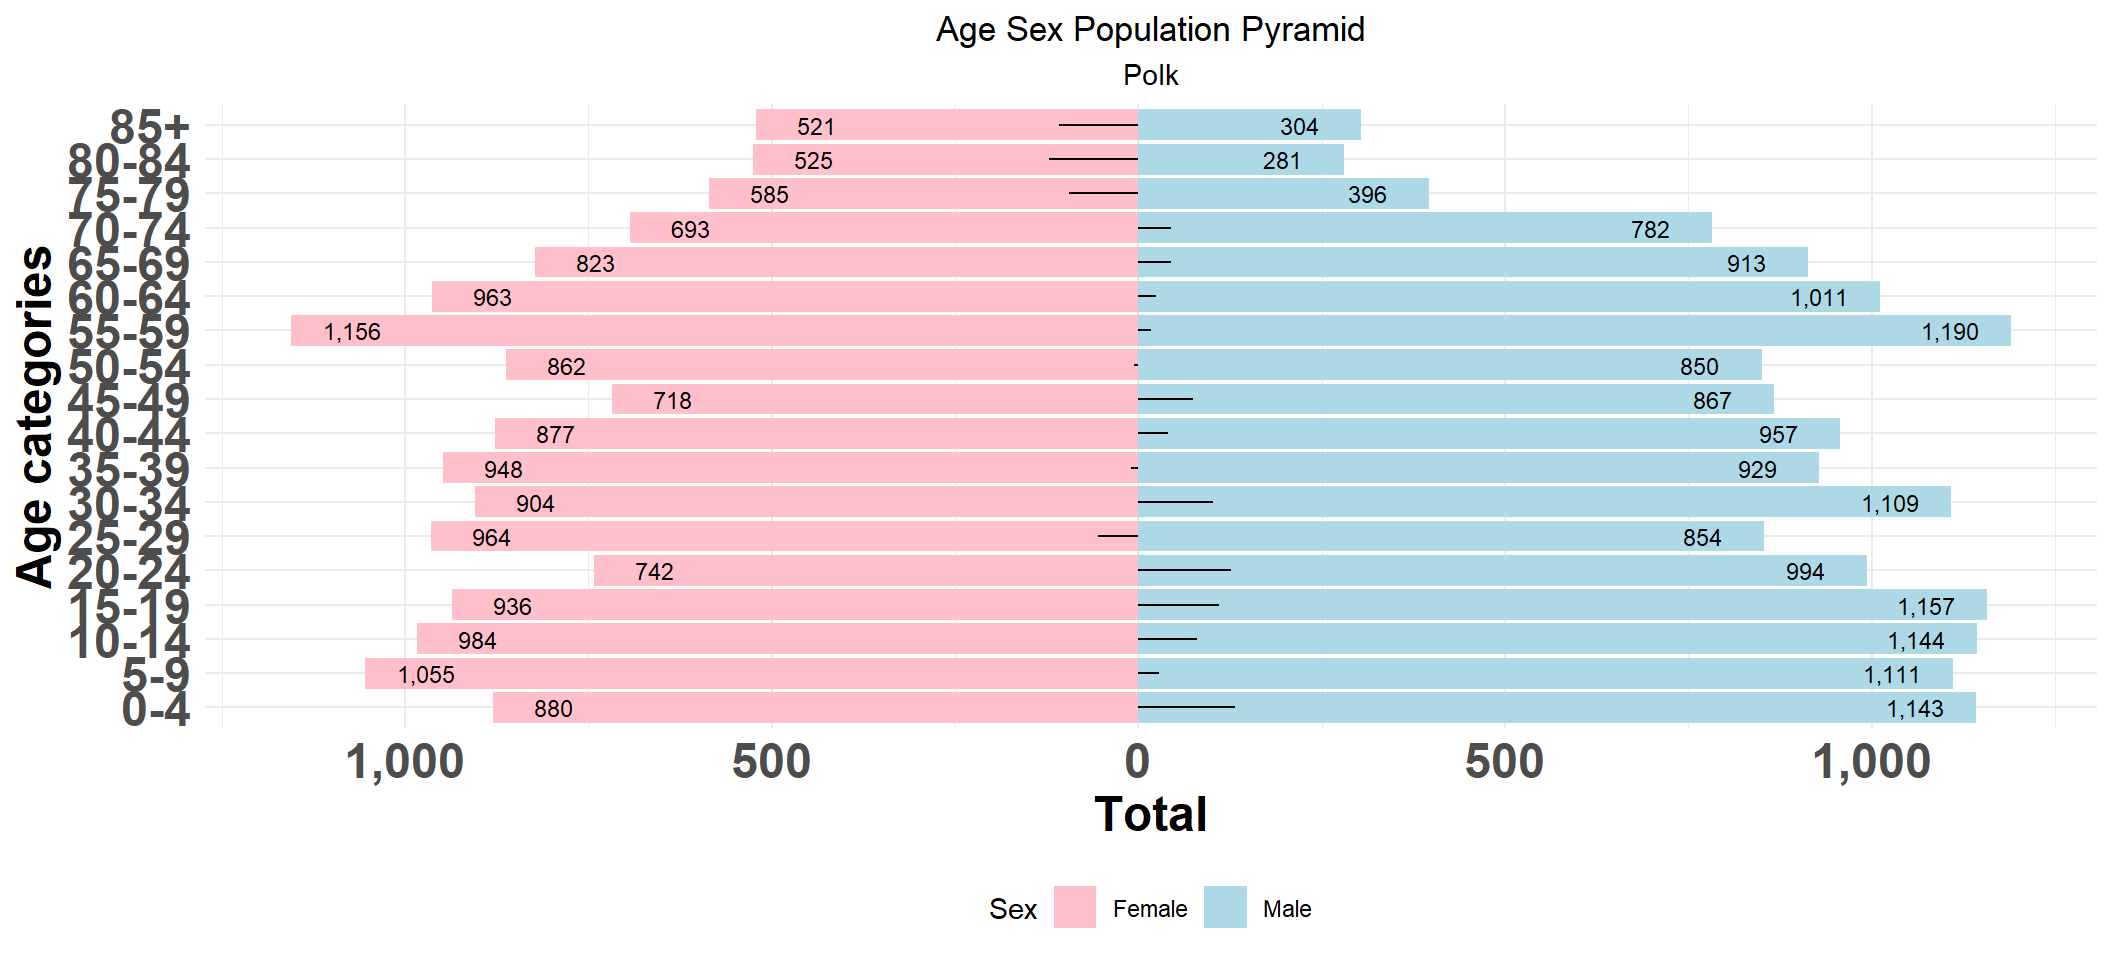 Age Sex Population Pyramid
Polk
Age categories
85+ 521 304
80-84 525 281
75-79 585 396
70-74 693 782
65-69 823 913
60-64 963 1,011
55-59 1,156 1,190
50-54 862 850
45-49 718 867
40-44 877 957
35-39 948 929
30-34 904 1,109
25-29 964 854
20-24 742 994
15-19 936 1,157
10-14 984 1,144
5-9 1,055 1,111
0-4 880 1,143
1,000 500 0 500 1,000
Total
Sex Female Male